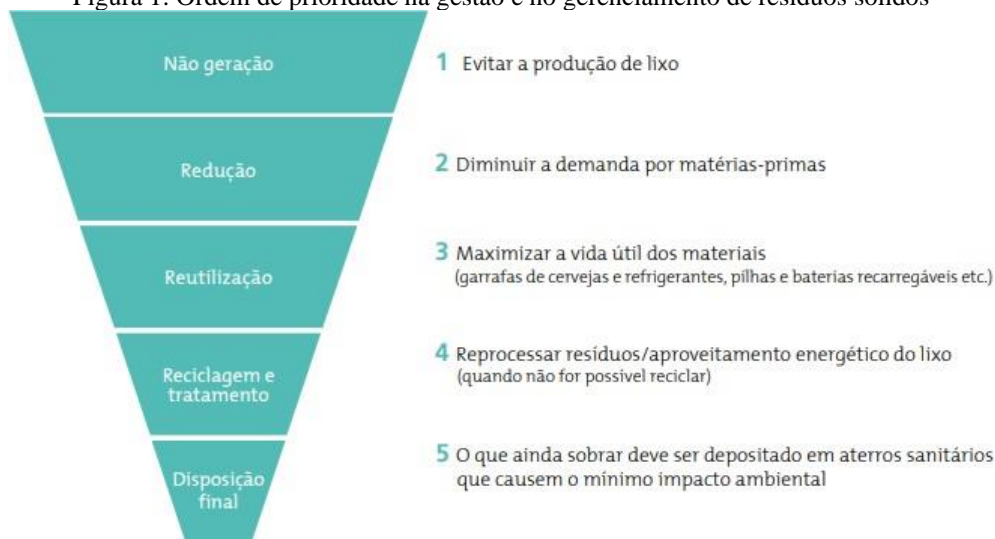 Figura 1: Ordem de prioridade na gestão e no gerenciamento de resíduos sólidos
Não geração
1 Evitar a produção de lixo
Redução
2 Diminuir a demanda por matérias-primas
Reutilização
3 Maximizar a vida útil dos materiais
(garrafas de cervejas e refrigerantes, pilhas e baterias recarregáveis etc.)
Reciclagem e
tratamento
4 Reprocessar resíduos/aproveitamento energético do lixo
(quando não for possível reciclar)
Disposição
final
5 O que ainda sobrar deve ser depositado em aterros sanitários
que causem o mínimo impacto ambiental